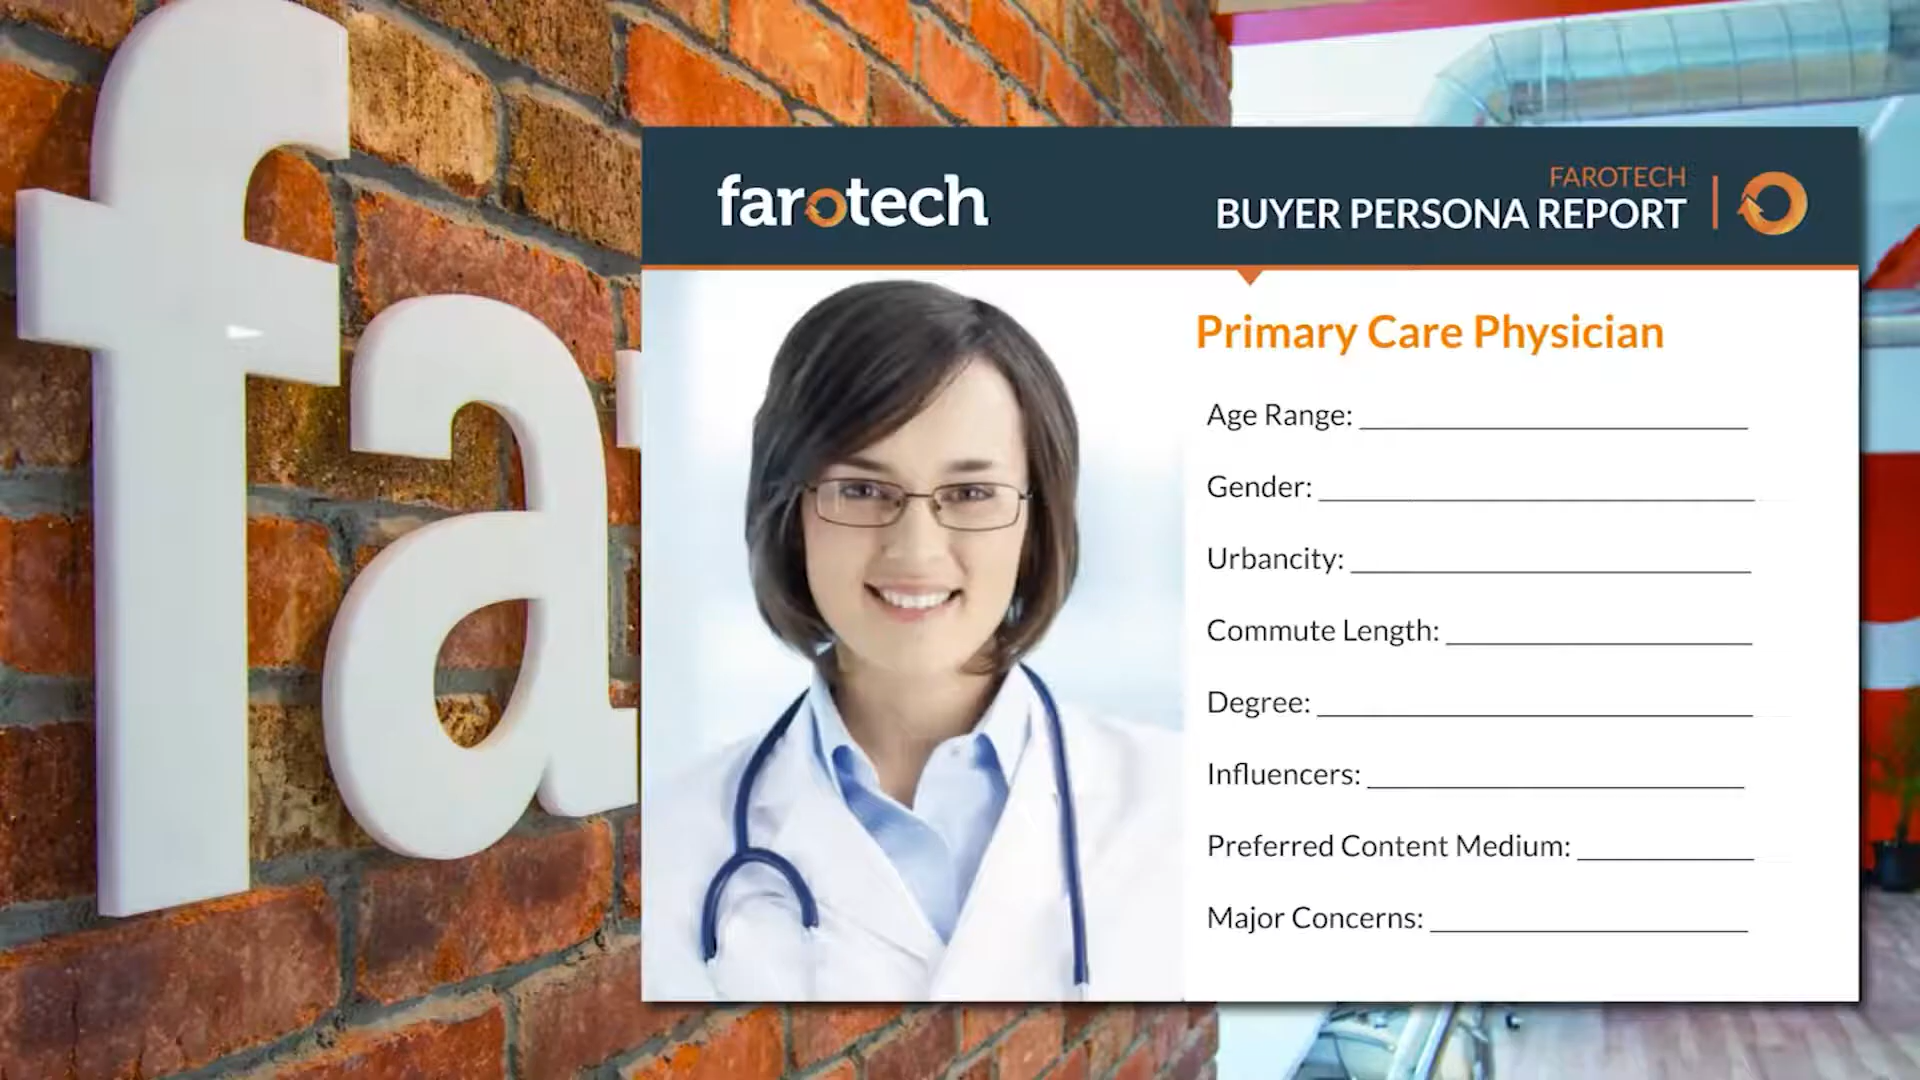 fa
farotech
FAROTECH
BUYER PERSONA REPORT
Primary Care Physician
Age Range:
Gender:
Urbancity:
Commute Length:
Degree:
Influencers:
Preferred Content Medium:
Major Concerns: